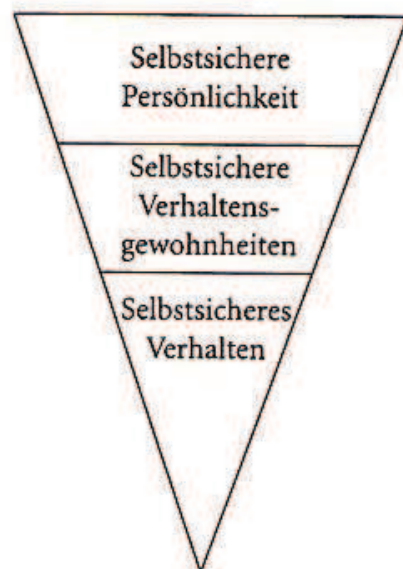 Selbstsichere
Persönlichkeit
Selbstsichere
Verhaltens-
gewohnheiten
Selbstsicheres
Verhalten